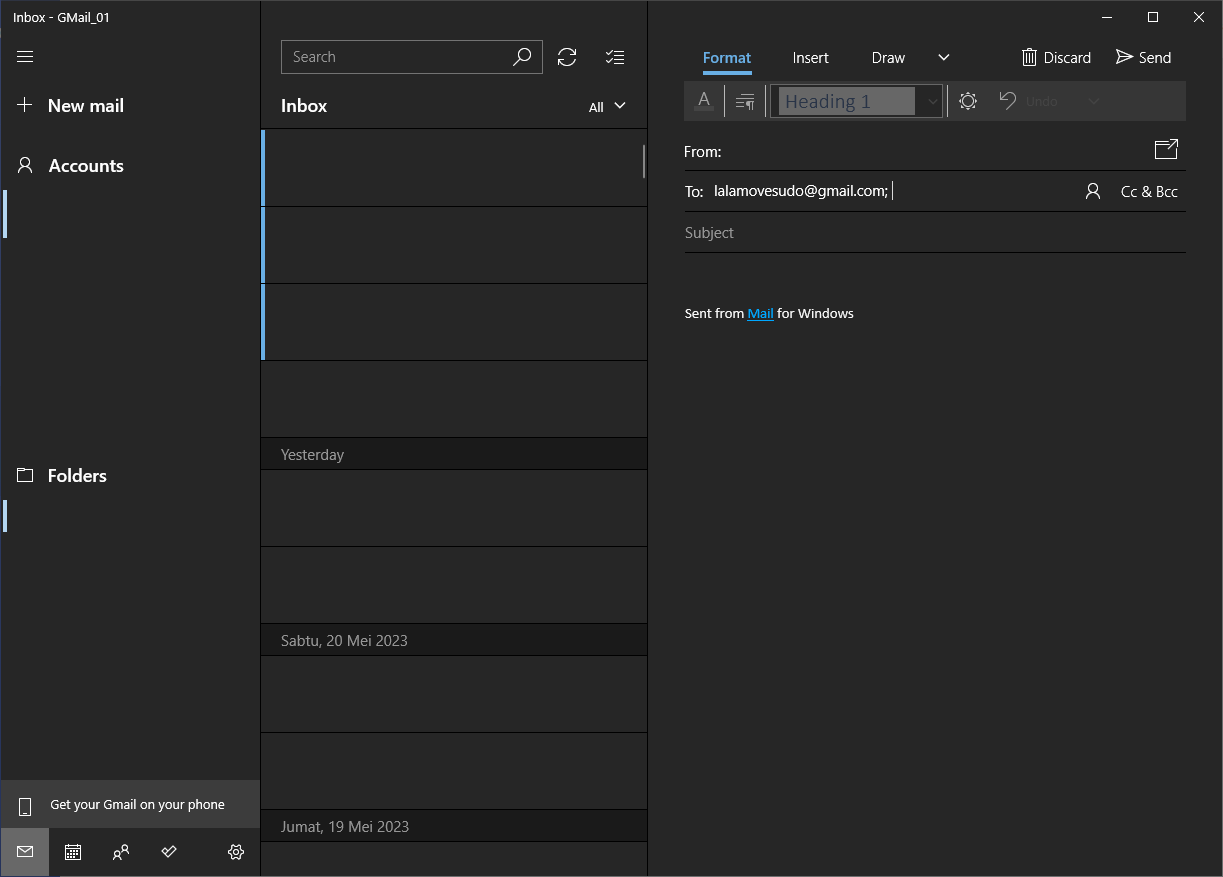 Inbox - GMail_01
New mail
Accounts
Folders
Get your Gmail on your phone
Search
Inbox
All
Yesterday
Sabtu, 20 Mei 2023
Jumat, 19 Mei 2023
Format Insert Draw Discard Send
A Heading 1 Undo
From:
To: lalamovesudo@gmail.com; Cc & Bcc
Subject
Sent from Mail for Windows